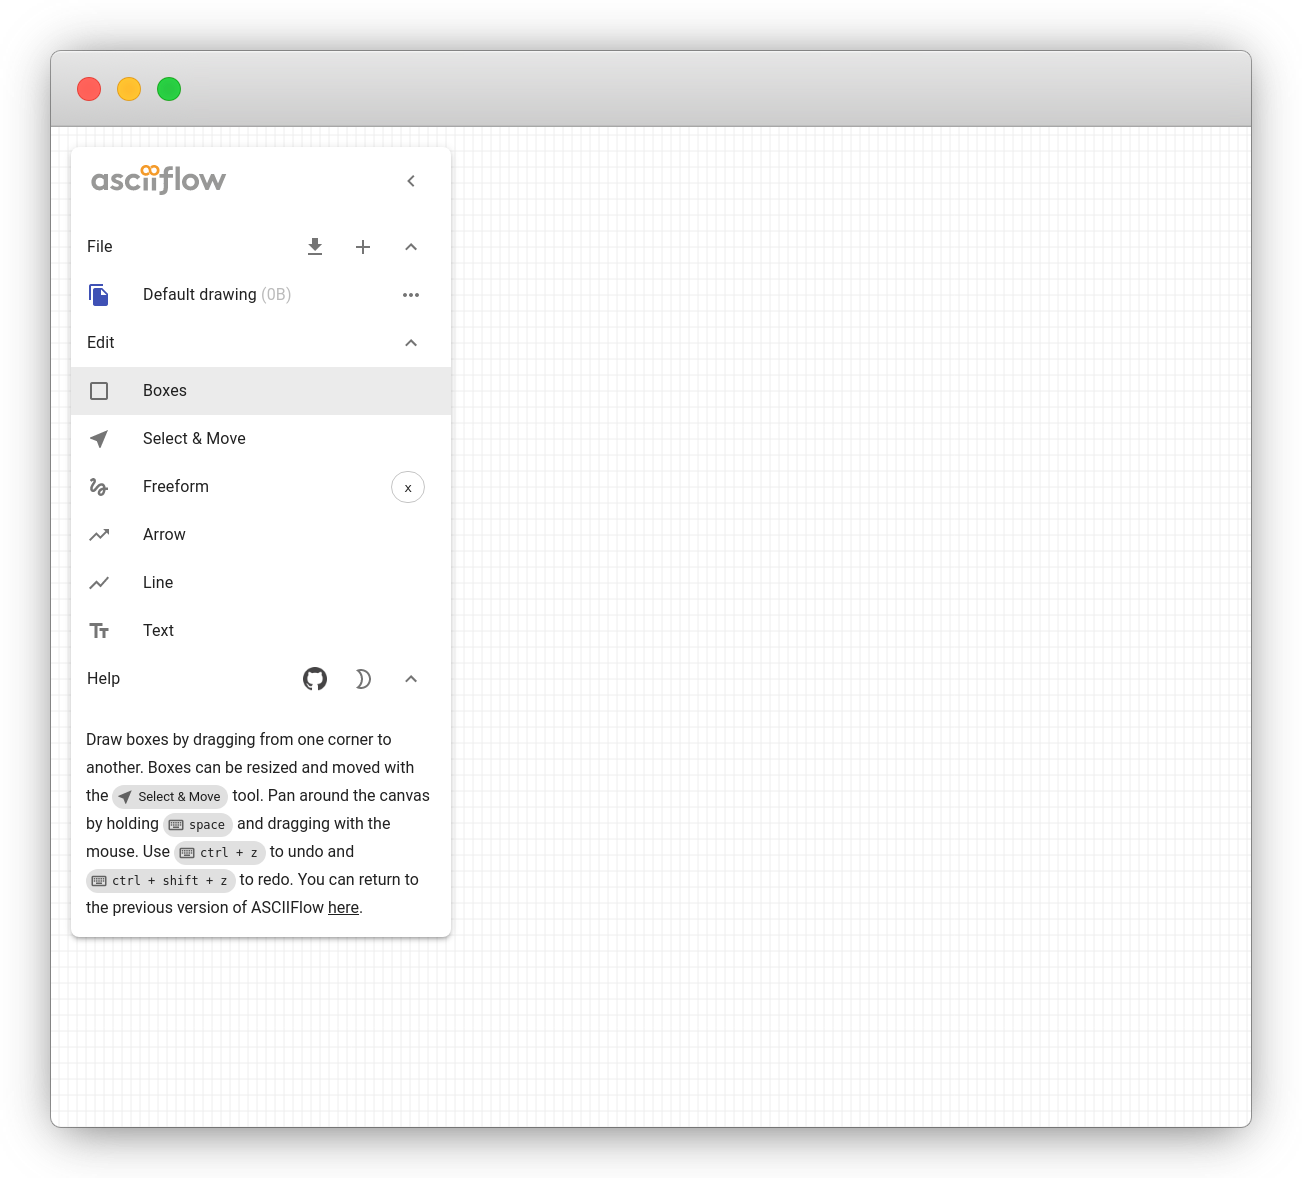 asciiflow
File
Default drawing (0B)
Edit
Boxes
Select & Move
Freeform x
Arrow
Line
Text
Help
Draw boxes by dragging from one corner to
another. Boxes can be resized and moved with
the Select & Move tool. Pan around the canvas
by holding space and dragging with the
mouse. Use ctrl + z to undo and
ctrl + shift + z to redo. You can return to
the previous version of ASCIIFlow here.